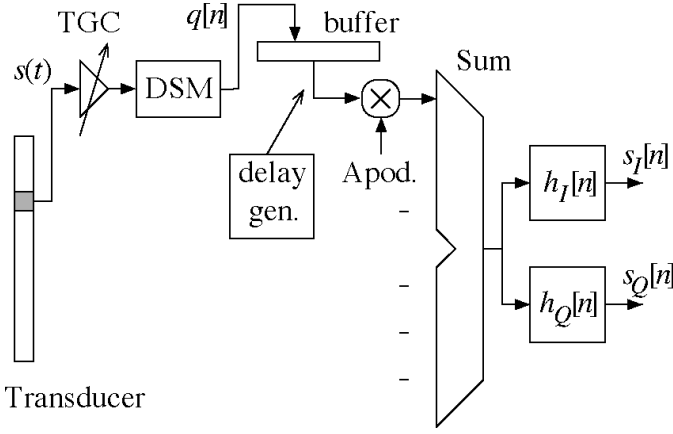 TGC
q[n]
buffer
s(t)
DSM
Sum
delay
gen.
Apod.
h_I[n]
s_I[n]
h_Q[n]
s_Q[n]
Transducer